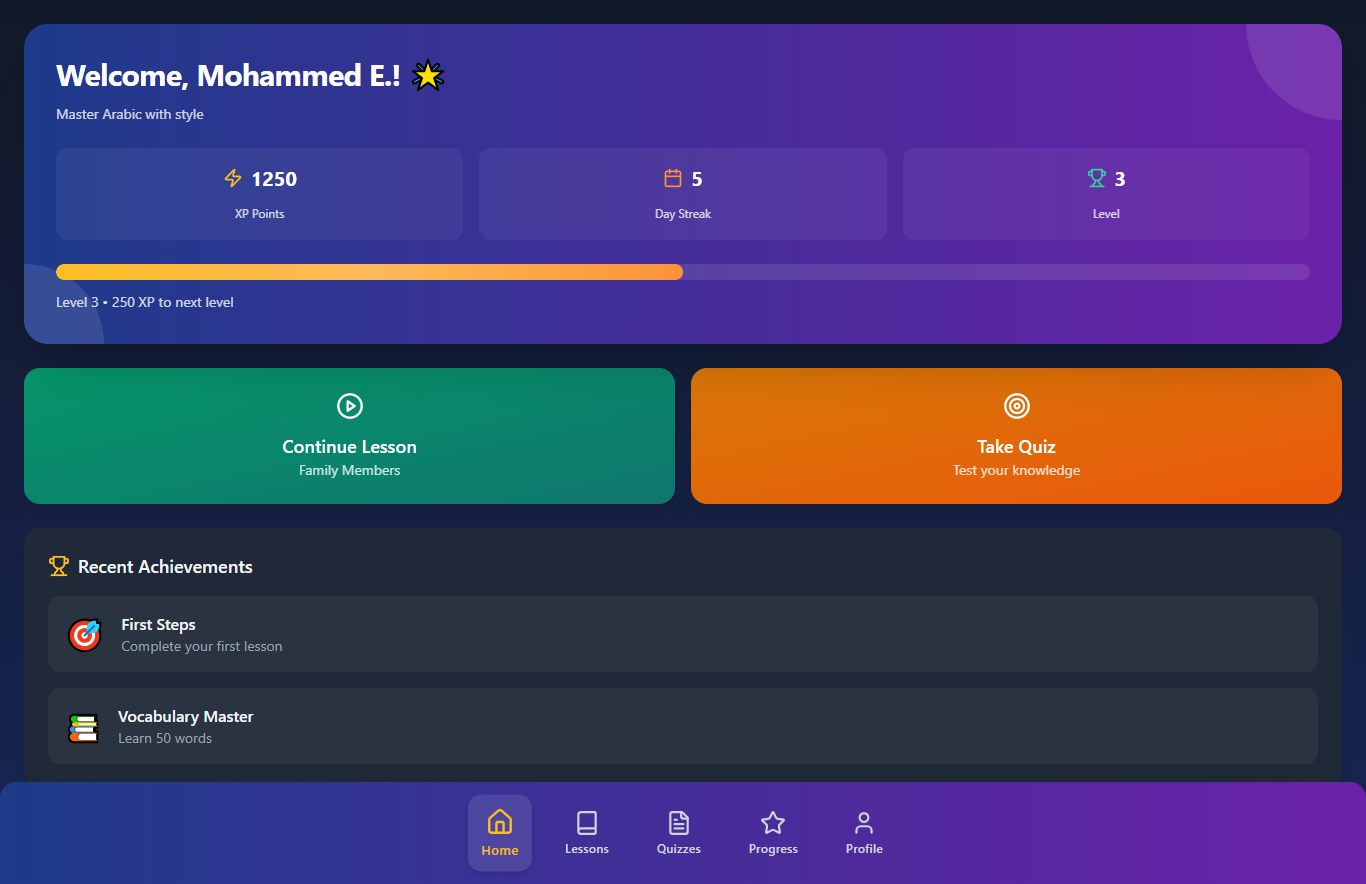 Welcome, Mohammed E.! 🌟
Master Arabic with style
1250
XP Points
5
Day Streak
3
Level
Level 3 • 250 XP to next level
Continue Lesson
Family Members
Take Quiz
Test your knowledge
Recent Achievements
First Steps
Complete your first lesson
Vocabulary Master
Learn 50 words
Home
Lessons
Quizzes
Progress
Profile